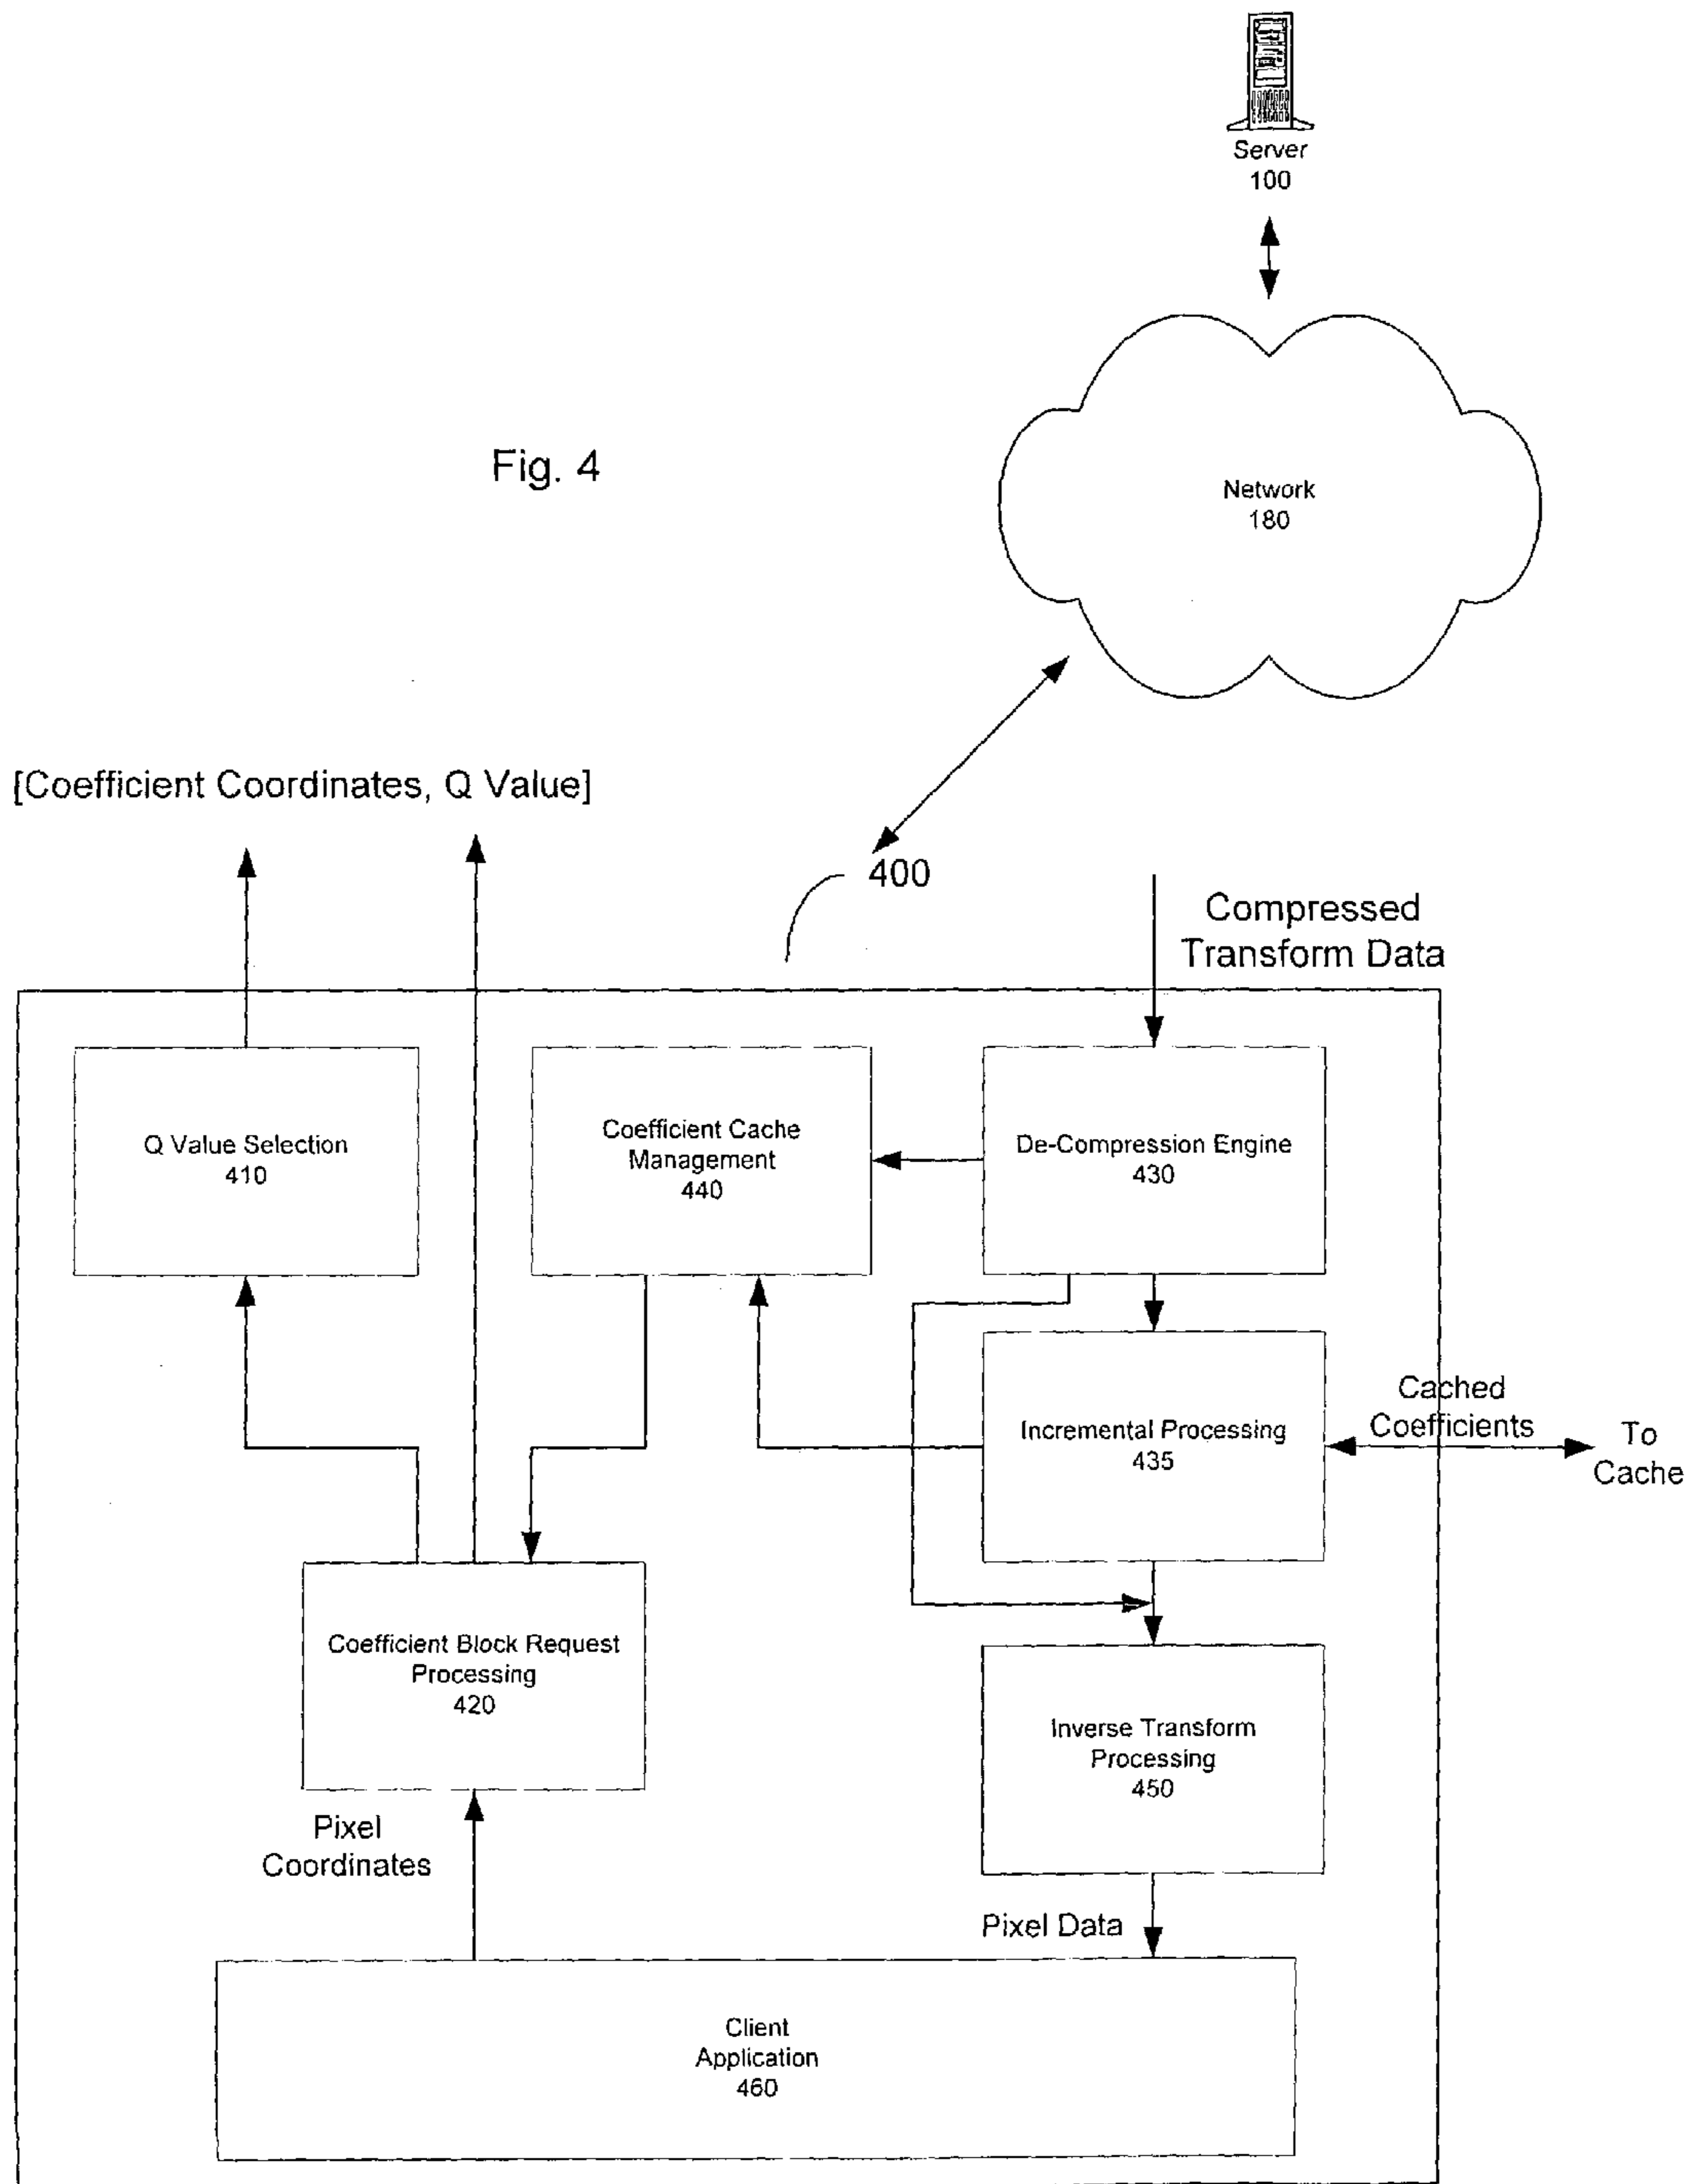 Server
100
Fig. 4
Network
180
[Coefficient Coordinates, Q Value]
400
Compressed
Transform Data
Q Value Selection
410
Coefficient Cache
Management
440
De-Compression Engine
430
Incremental Processing
435
Cached
Coefficients
To
Cache
Coefficient Block Request
Processing
420
Inverse Transform
Processing
450
Pixel
Coordinates
Pixel Data
Client
Application
460